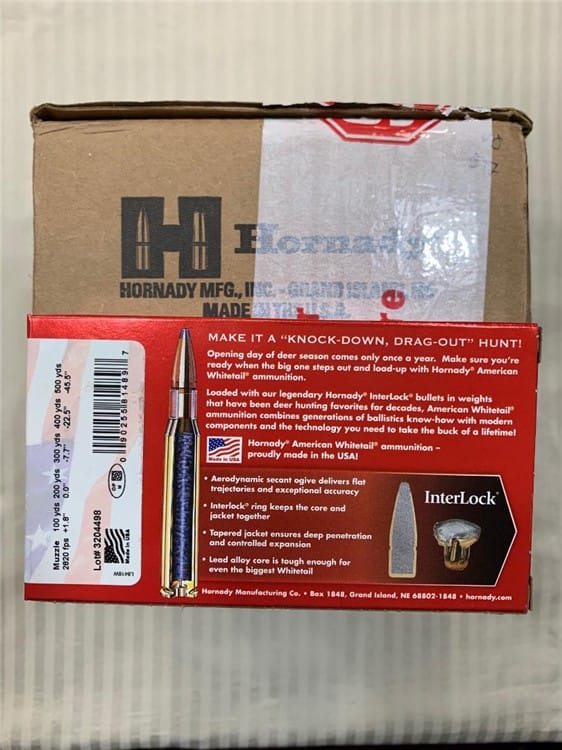 H
Hornady
HORNADY MFG., INC. - GRAND ISLAND, NE
MADE IN THE U.S.A.
MAKE IT A "KNOCK-DOWN, DRAG-OUT" HUNT!
Opening day of deer season comes only once a year. Make sure you're
ready when the big one steps out and load-up with Hornady® American
Whitetail® ammunition.
Loaded with our legendary Hornady® InterLock® bullets in weights
that have been deer hunting favorites for decades, American Whitetail®
ammunition combines generations of ballistics know-how with modern
components and the technology you need to take the buck of a lifetime!
Made in USA
Hornady® American Whitetail® ammunition –
proudly made in the USA!
• Aerodynamic secant ogive delivers flat
trajectories and exceptional accuracy
• Interlock® ring keeps the core and
jacket together
• Tapered jacket ensures deep penetration
and controlled expansion
• Lead alloy core is tough enough for
even the biggest Whitetail
InterLock®
Hornady Manufacturing Co. • Box 1848, Grand Island, NE 68802-1848 • hornady.com
Muzzle 100 yds 200 yds 300 yds 400 yds 500 yds
2820 fps +1.8" 0.0" -7.7" -22.5" -45.5"
Lot# 3204498
Made in USA
0 90255 81489 7